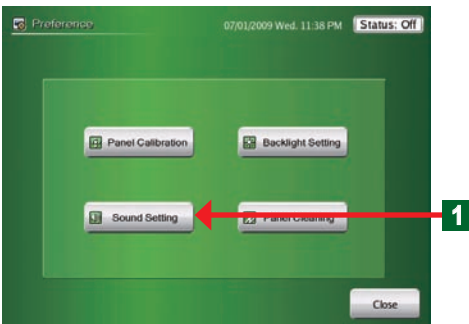 Preference 07/01/2009 Wed. 11:38 PM Status: Off
Panel Calibration Backlight Setting
Sound Setting Panel Cleaning 1
Close